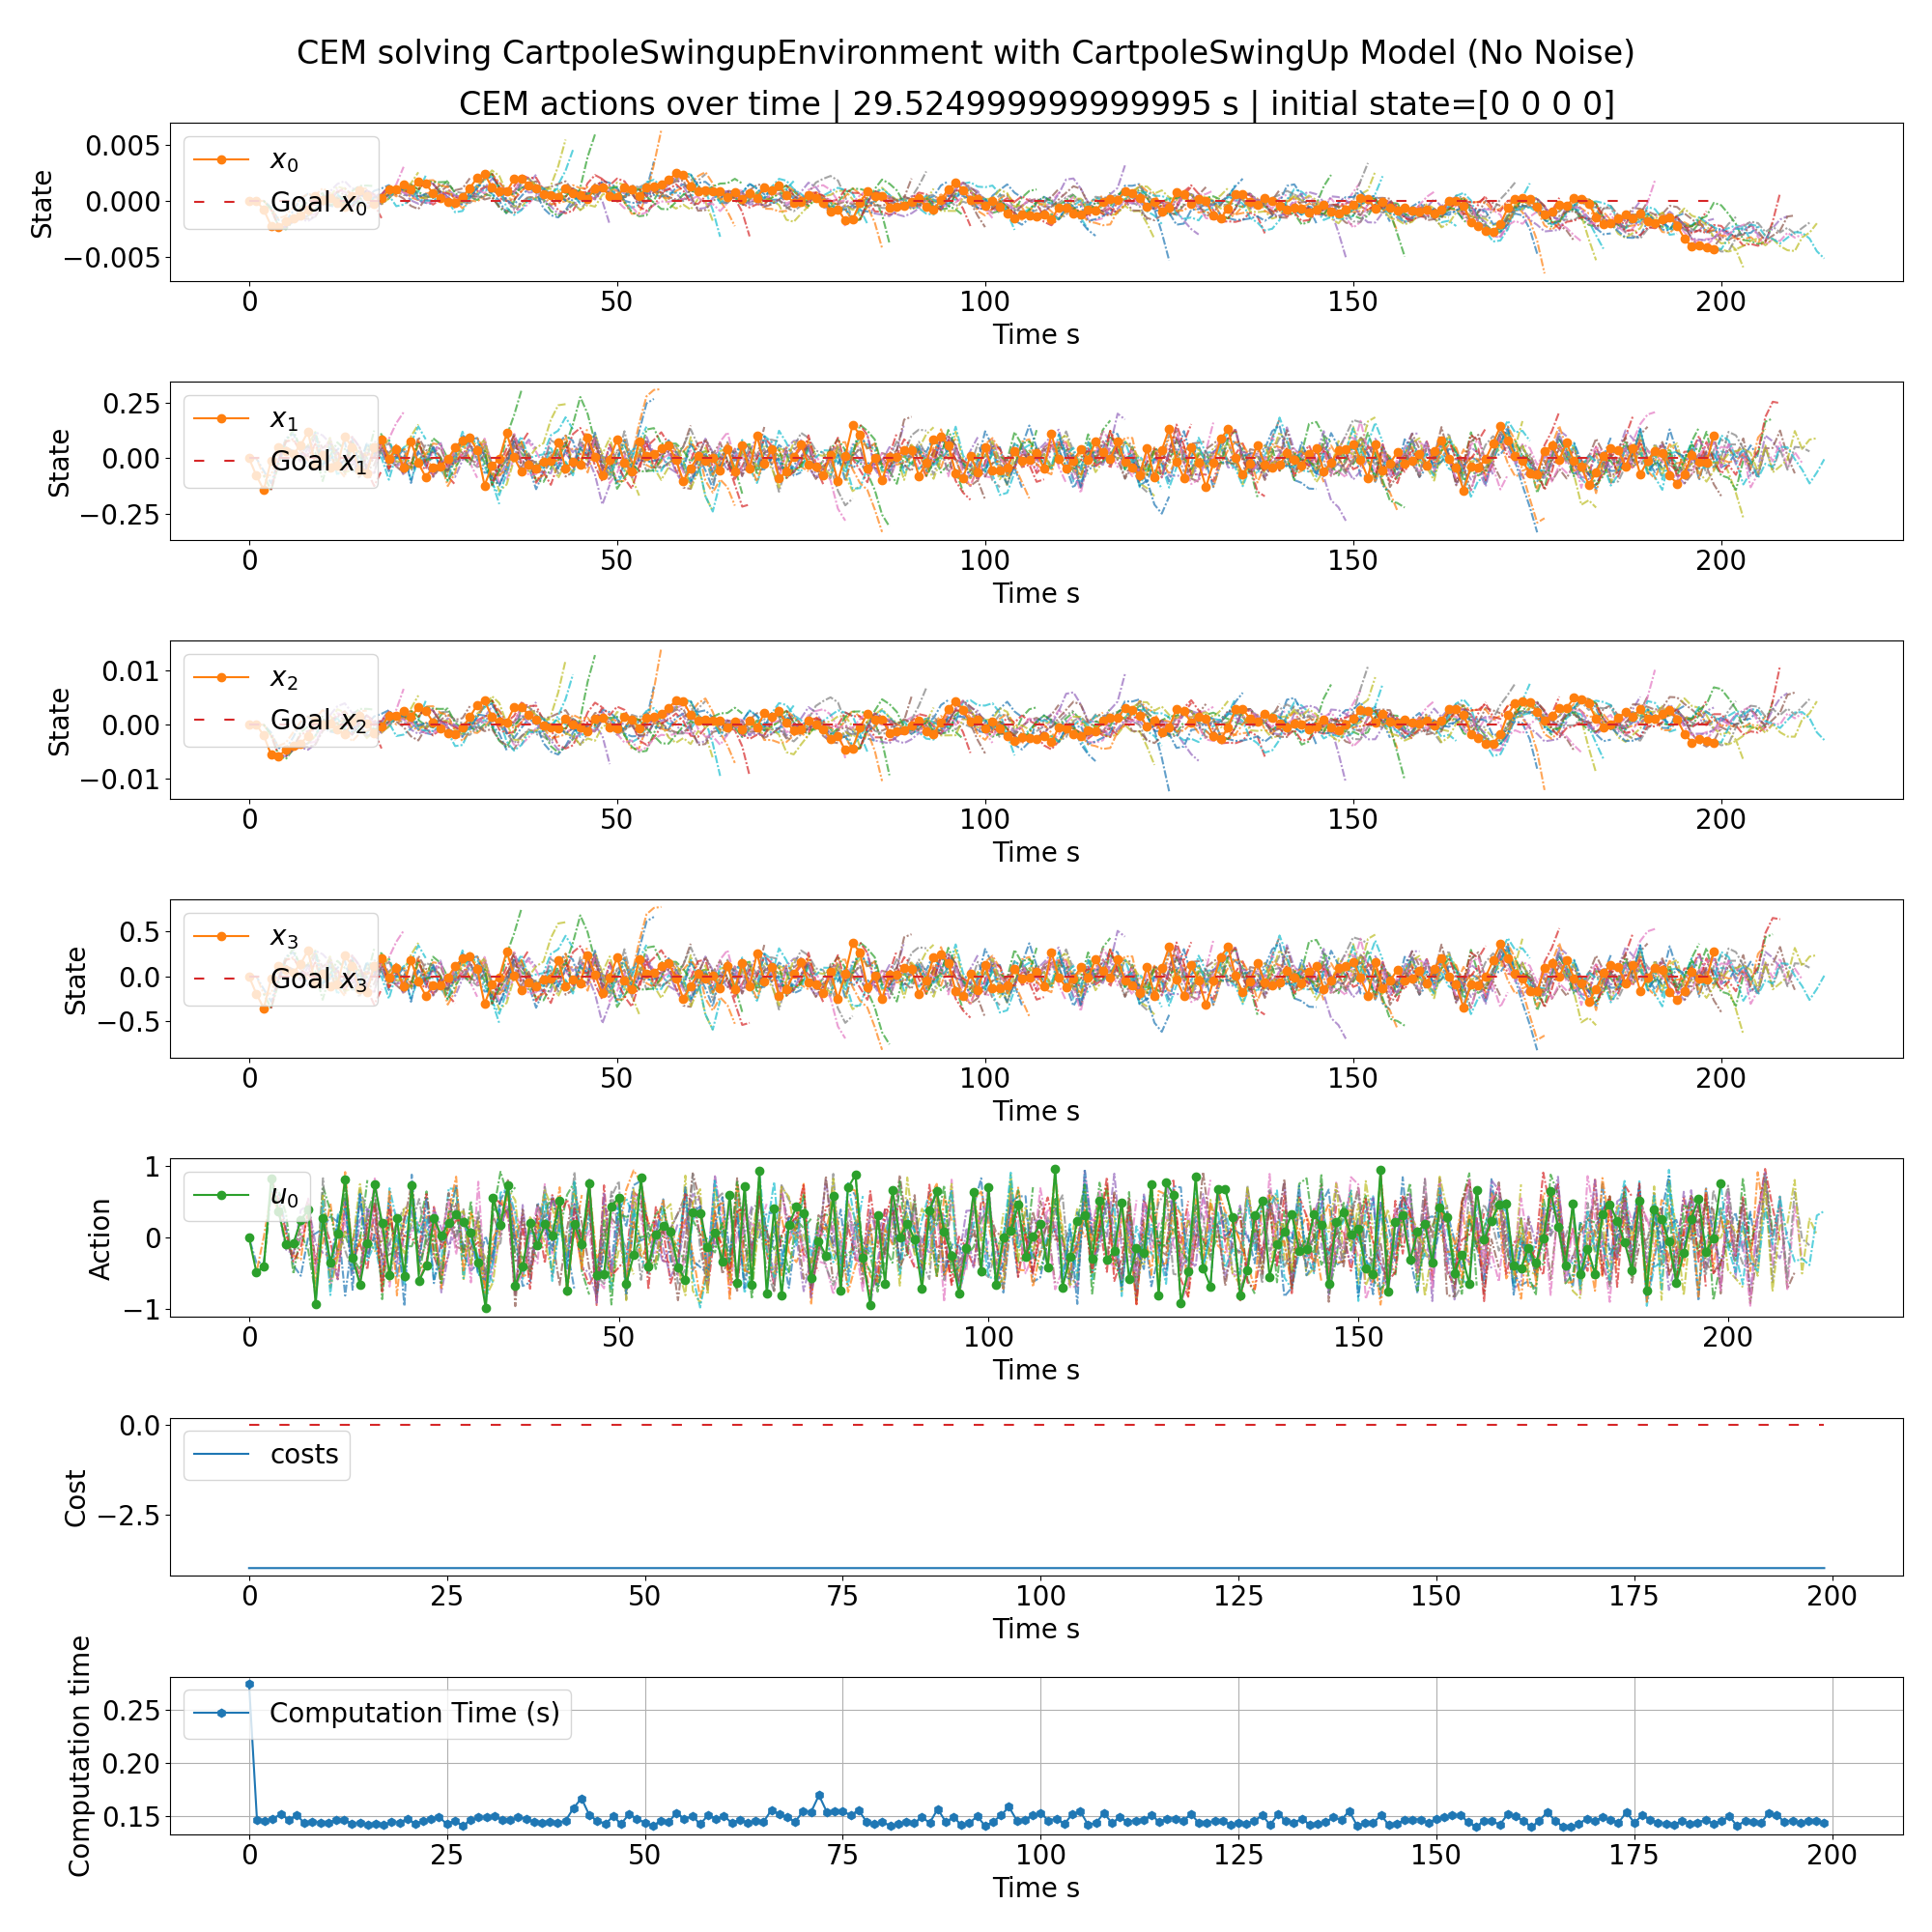 CEM solving CartpoleSwingupEnvironment with CartpoleSwingUp Model (No Noise)
CEM actions over time | 29.524999999999995 s | initial state=[0 0 0 0]
State
0.005
0.000
−0.005
x0
Goal x0
0 50 100 150 200
Time s
State
0.25
0.00
−0.25
x1
Goal x1
0 50 100 150 200
Time s
State
0.01
0.00
−0.01
x2
Goal x2
0 50 100 150 200
Time s
State
0.5
0.0
−0.5
x3
Goal x3
0 50 100 150 200
Time s
Action
1
0
−1
u0
0 50 100 150 200
Time s
Cost
0.0
−2.5
costs
0 25 50 75 100 125 150 175 200
Time s
Computation time
0.25
0.20
0.15
Computation Time (s)
0 25 50 75 100 125 150 175 200
Time s